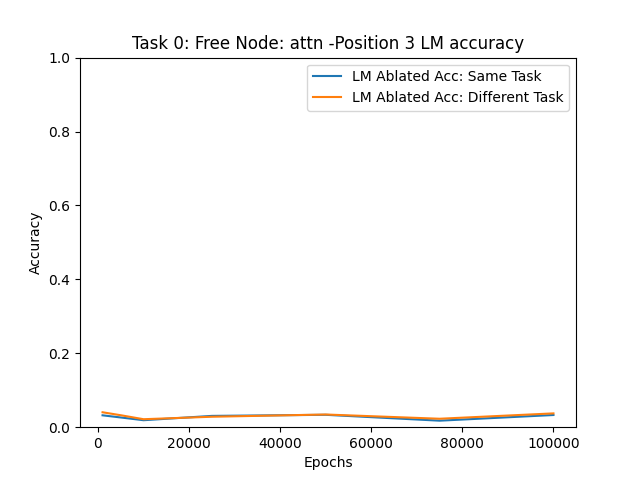 Task 0: Free Node: attn -Position 3 LM accuracy
LM Ablated Acc: Same Task
LM Ablated Acc: Different Task
Accuracy
1.0
0.8
0.6
0.4
0.2
0.0
0 20000 40000 60000 80000 100000
Epochs